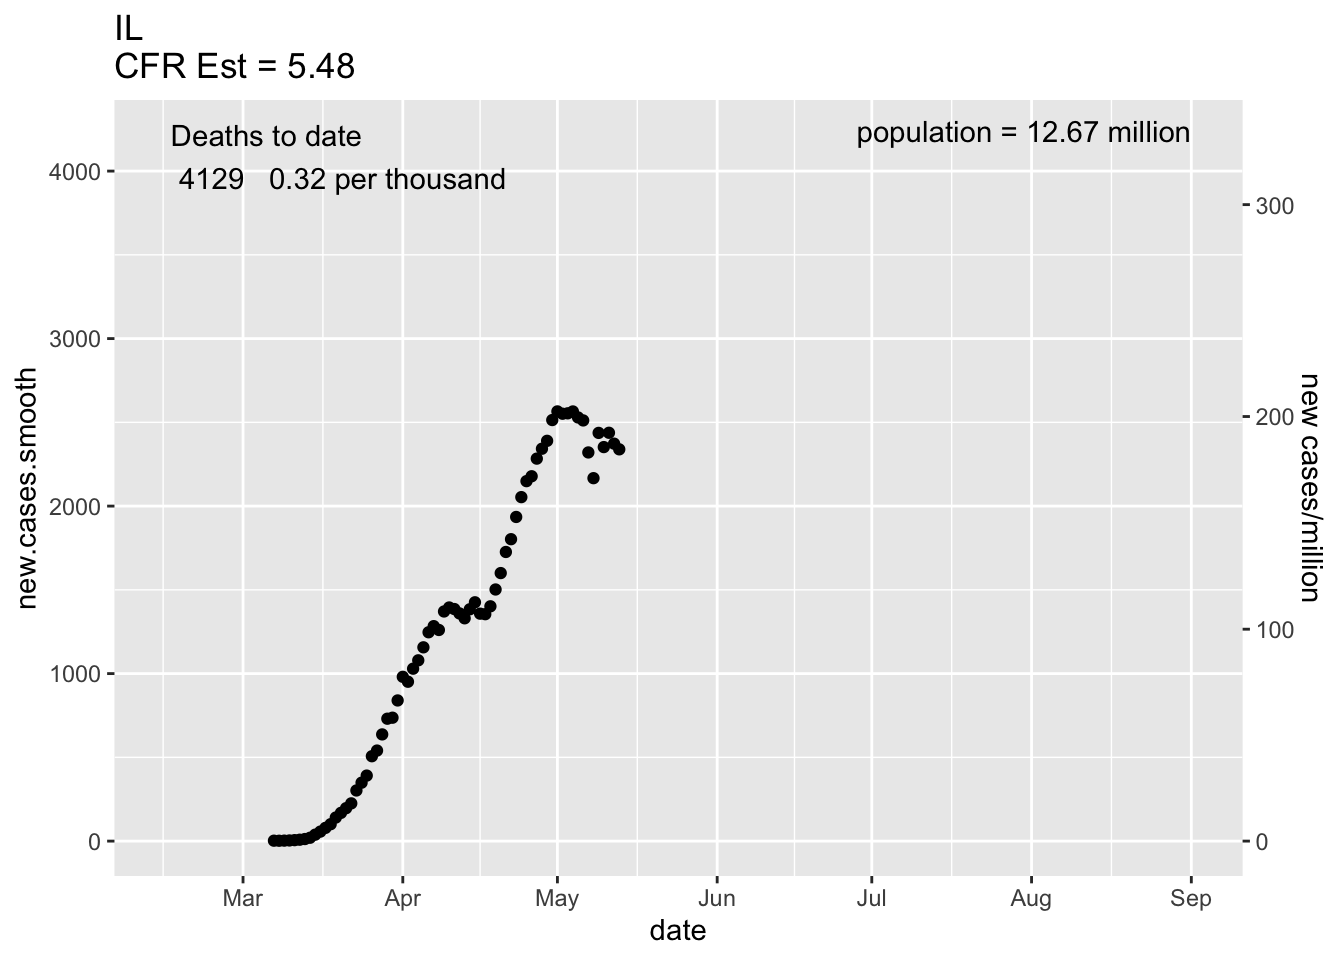 IL
CFR Est = 5.48
Deaths to date
population = 12.67 million
4129 0.32 per thousand
4000
3000
2000
1000
0
new.cases.smooth
300
200
100
0
new cases/million
Mar Apr May Jun Jul Aug Sep
date